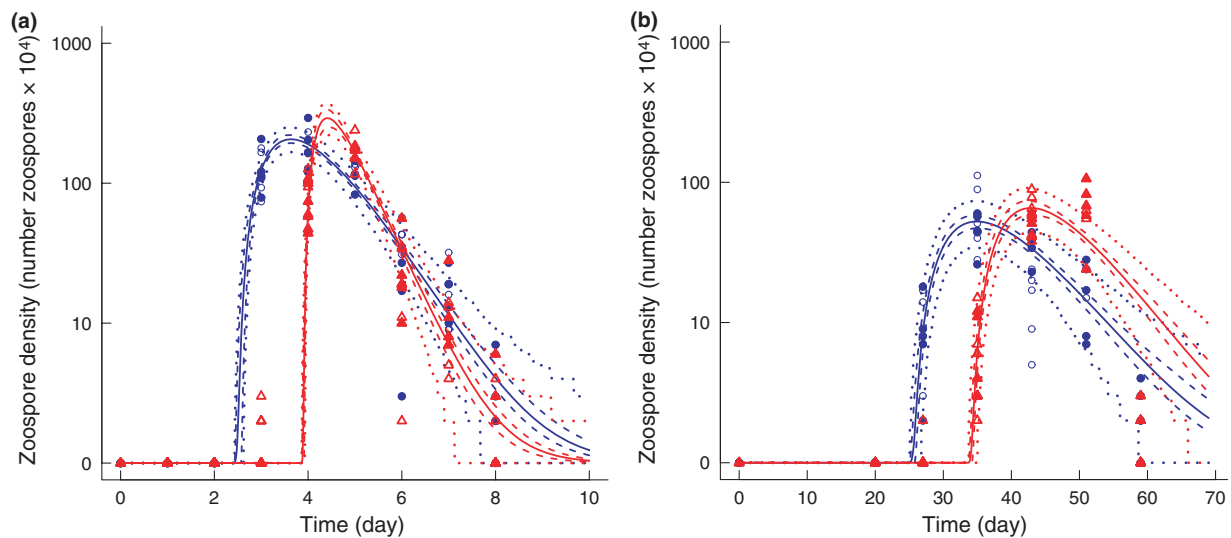 (a)
Zoospore density (number zoospores × 10⁴)
1000
100
10
0
0 2 4 6 8 10
Time (day)
(b)
Zoospore density (number zoospores × 10⁴)
1000
100
10
0
0 10 20 30 40 50 60 70
Time (day)